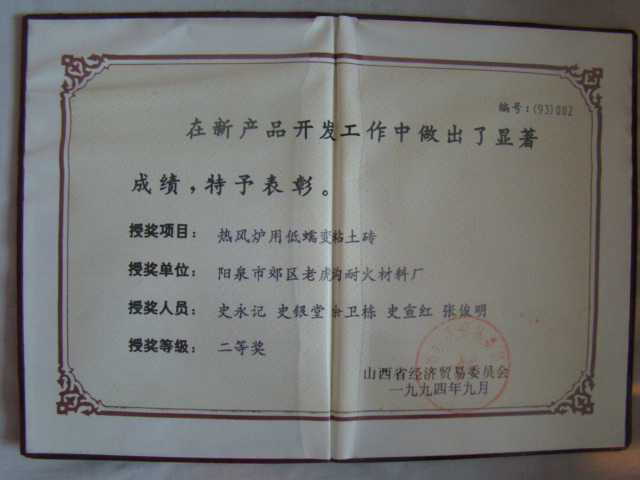 编号：(93)002
在新产品开发工作中做出了显著
成绩，特予表彰。
授奖项目： 热风炉用低蠕变粘土砖
授奖单位： 阳泉市郊区老虎沟耐火材料厂
授奖人员： 史永记 史银堂 余卫栋 史宣红 张俊明
授奖等级： 二等奖
山西省经济贸易委员会
一九九四年九月